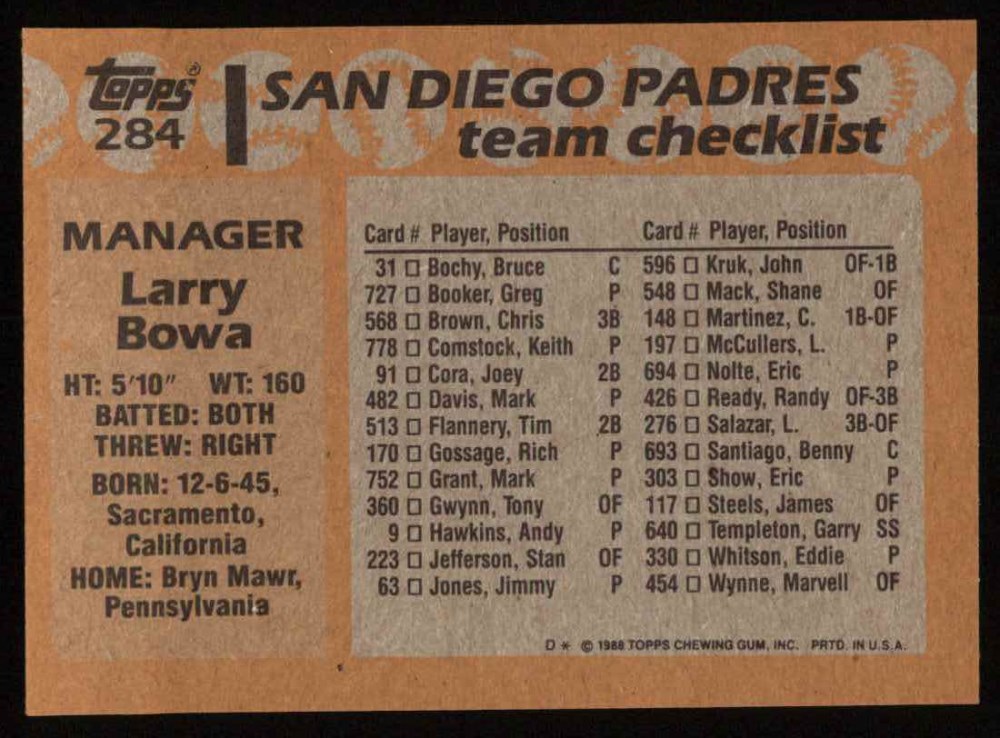 topps®
284
SAN DIEGO PADRES
team checklist
MANAGER
Larry
Bowa
HT: 5'10" WT: 160
BATTED: BOTH
THREW: RIGHT
BORN: 12-6-45,
Sacramento,
California
HOME: Bryn Mawr,
Pennsylvania
Card # Player, Position
31 □ Bochy, Bruce C
727 □ Booker, Greg P
568 □ Brown, Chris 3B
778 □ Comstock, Keith P
91 □ Cora, Joey 2B
482 □ Davis, Mark P
513 □ Flannery, Tim 2B
170 □ Gossage, Rich P
752 □ Grant, Mark P
360 □ Gwynn, Tony OF
9 □ Hawkins, Andy P
223 □ Jefferson, Stan OF
63 □ Jones, Jimmy P
Card # Player, Position
596 □ Kruk, John OF-1B
548 □ Mack, Shane OF
148 □ Martinez, C. 1B-OF
197 □ McCullers, L. P
694 □ Nolte, Eric P
426 □ Ready, Randy OF-3B
276 □ Salazar, L. 3B-OF
693 □ Santiago, Benny C
303 □ Show, Eric P
117 □ Steels, James OF
640 □ Templeton, Garry SS
330 □ Whitson, Eddie P
454 □ Wynne, Marvell OF
D * © 1988 TOPPS CHEWING GUM, INC. PRTD. IN U.S.A.